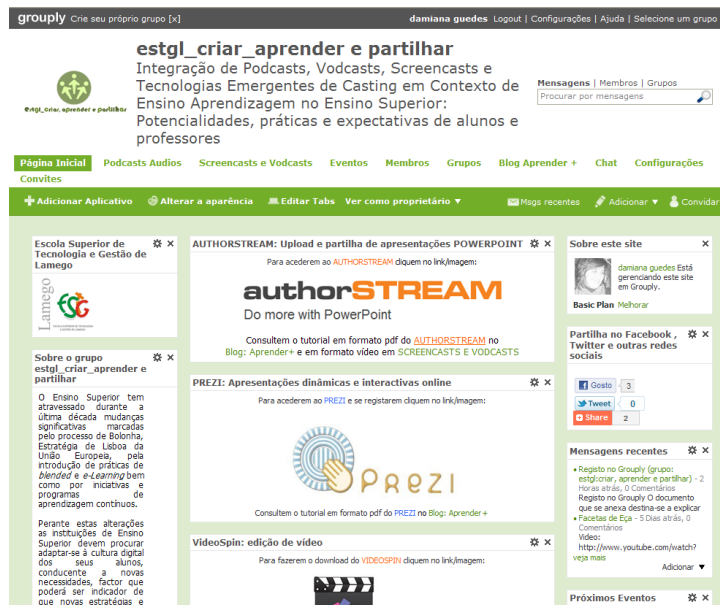 grouply Crie seu próprio grupo [x]
damiana guedes Logout | Configurações | Ajuda | Selecione um grupo
estgl_criar_aprender e partilhar
Integração de Podcasts, Vodcasts, Screencasts e
Tecnologias Emergentes de Casting em Contexto de
Ensino Aprendizagem no Ensino Superior:
Potencialidades, práticas e expectativas de alunos e
professores
estgl_criar_aprender e partilhar
Mensagens | Membros | Grupos
Procurar por mensagens
Página Inicial Podcasts Audios Screencasts e Vodcasts Eventos Membros Grupos Blog Aprender + Chat Configurações
Convites
Adicionar Aplicativo Alterar a aparência Editar Tabs Ver como proprietário ▼ Msgs recentes Adicionar ▼ Convidar
Escola Superior de
Tecnologia e Gestão de
Lamego
Lamego
Sobre o grupo
estgl_criar_aprender e
partilhar
O Ensino Superior tem
atravessado durante a
última década mudanças
significativas marcadas
pelo processo de Bolonha,
Estratégia de Lisboa da
União Europeia, pela
introdução de práticas de
blended e e-Learning bem
como por iniciativas e
programas de
aprendizagem contínuos.
Perante estas alterações
as instituições de Ensino
Superior devem procurar
adaptar-se à cultura digital
dos seus alunos,
conducente a novas
necessidades, factor que
poderá ser indicador de
que novas estratégias e
AUTHORSTREAM: Upload e partilha de apresentações POWERPOINT
Para acederem ao AUTHORSTREAM cliquem no link/imagem:
authorSTREAM
Do more with PowerPoint
Consultem o tutorial em formato pdf do AUTHORSTREAM no
Blog: Aprender+ e em formato vídeo em SCREENCASTS E VODCASTS
PREZI: Apresentações dinâmicas e interactivas online
Para acederem ao PREZI e se registarem cliquem no link/imagem:
PREZI
Consultem o tutorial em formato pdf do PREZI no Blog: Aprender+
VideoSpin: edição de vídeo
Para fazerem o download do VIDEOSPIN cliquem no link/imagem:
Sobre este site
damiana guedes Está
gerenciando este site
em Grouply.
Basic Plan Melhorar
Partilha no Facebook ,
Twitter e outras redes
sociais
Gosto 3
Tweet 0
Share 2
Mensagens recentes
Registo no Grouply (grupo:
estgl:criar, aprender e partilhar) - 2
Horas atrás, 0 Comentários
Registo no Grouply O documento
que se anexa destina-se a explicar
Facetas de Eça - 5 Dias atrás, 0
Comentários
Video:
http://www.youtube.com/watch?
veja mais
Adicionar ▼
Próximos Eventos